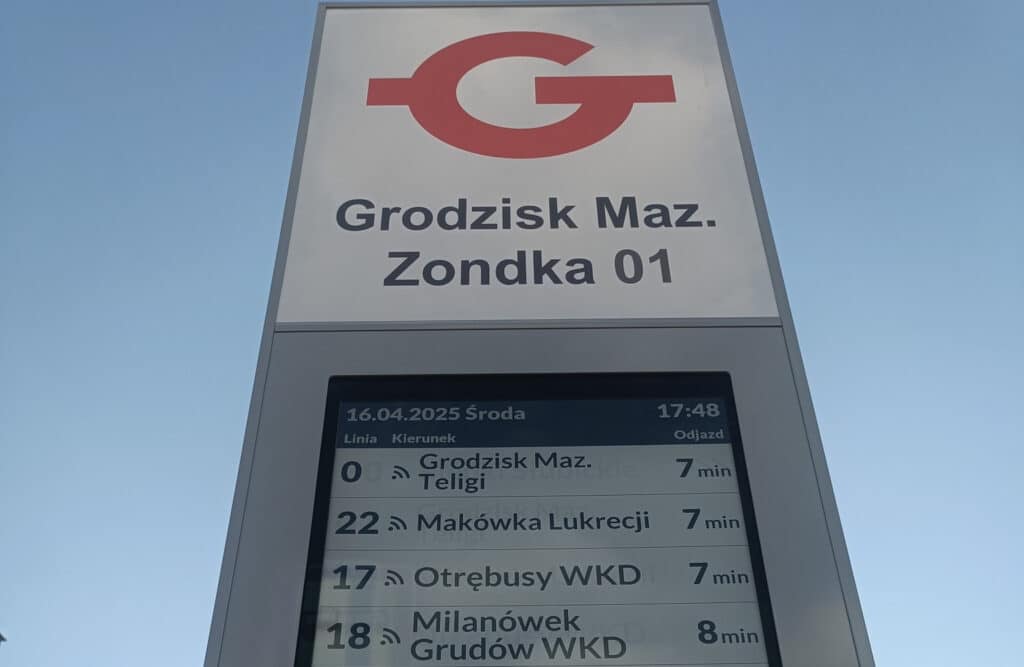 G
Grodzisk Maz.
Zondka 01
16.04.2025 Środa 17:48
Linia Kierunek Odjazd
0 Grodzisk Maz. Teligi 7 min
22 Makówka Lukrecji 7 min
17 Otrębusy WKD 7 min
18 Milanówek Grudów WKD 8 min